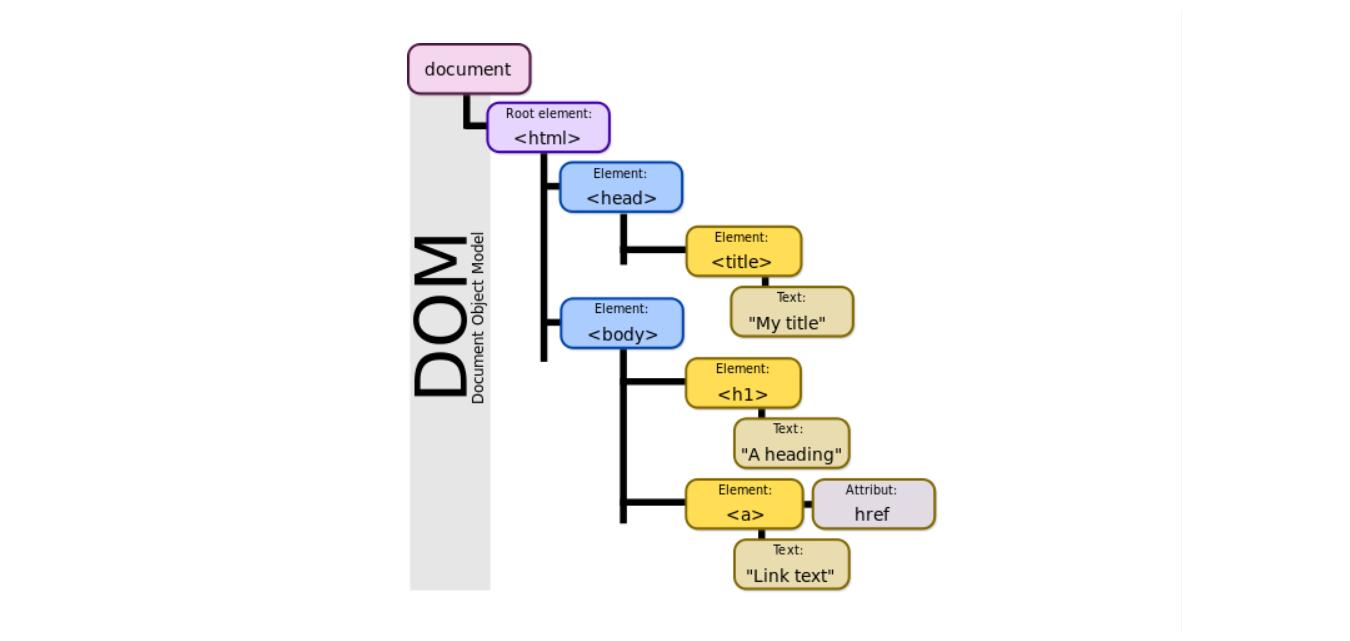 document
Root element:
<html>
Element:
<head>
Element:
<title>
Text:
"My title"
Element:
<body>
Element:
<h1>
Text:
"A heading"
Element:
<a>
Attribut:
href
Text:
"Link text"
DOM
Document Object Model